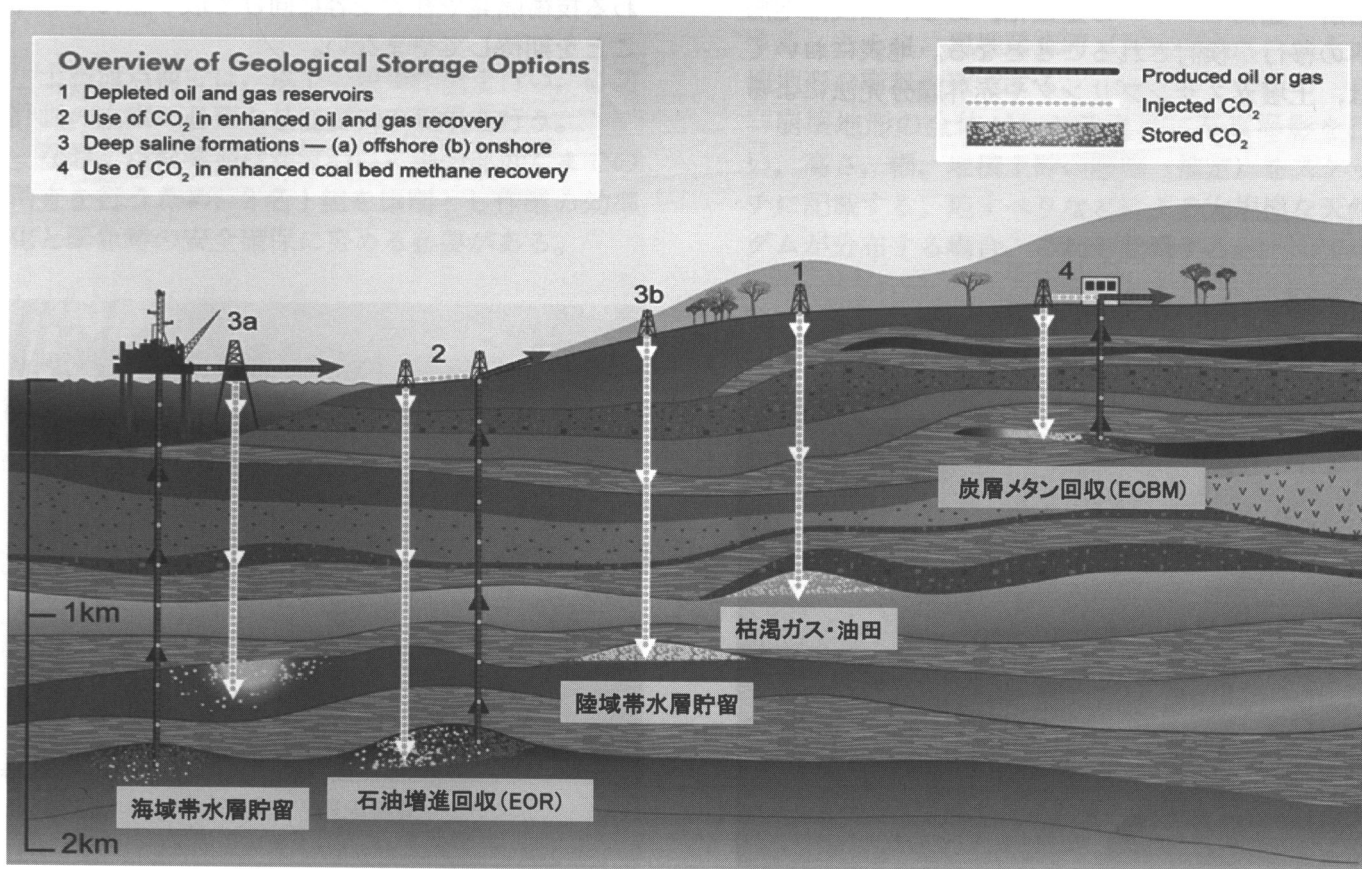 Overview of Geological Storage Options
1 Depleted oil and gas reservoirs
2 Use of CO₂ in enhanced oil and gas recovery
3 Deep saline formations — (a) offshore (b) onshore
4 Use of CO₂ in enhanced coal bed methane recovery
Produced oil or gas
Injected CO₂
Stored CO₂
3a
2
3b
1
4
炭層メタン回収(ECBM)
1km
枯渇ガス・油田
陸域帯水層貯留
海域帯水層貯留
石油増進回収(EOR)
2km